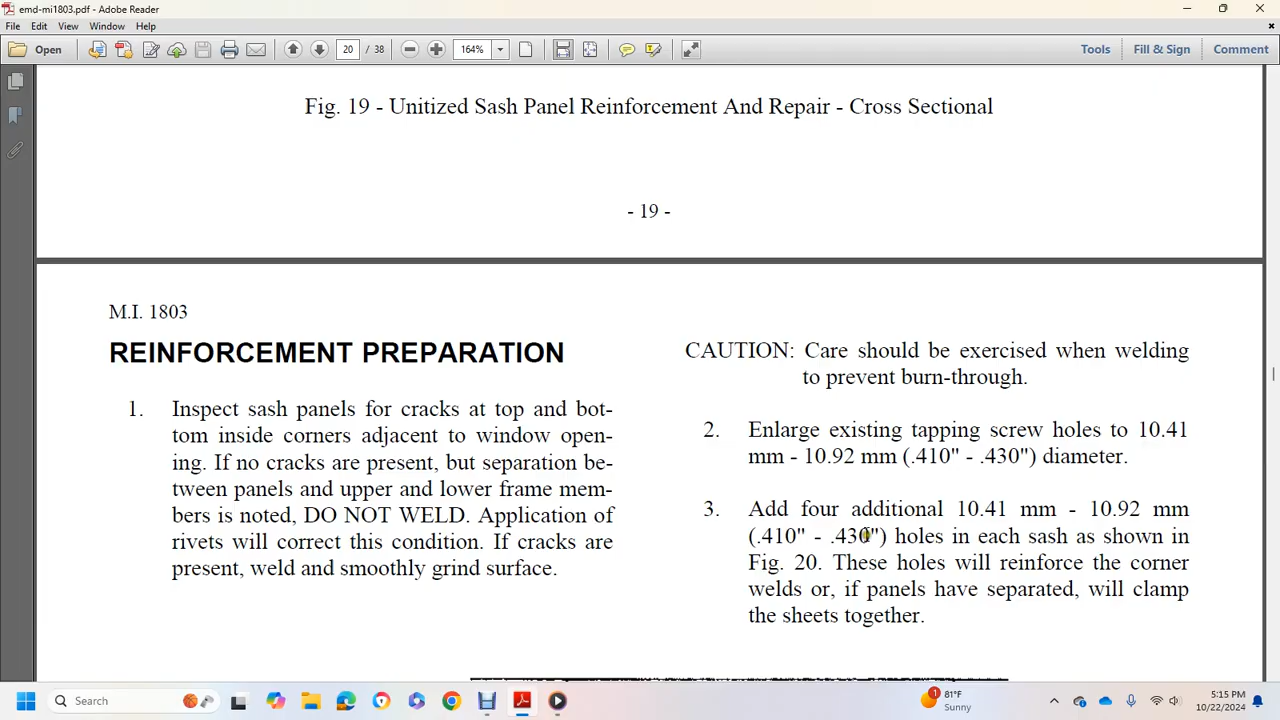 emd-mi1803.pdf - Adobe Reader
File Edit View Window Help
Open 20 / 38 164% Tools Fill & Sign Comment
Fig. 19 - Unitized Sash Panel Reinforcement And Repair - Cross Sectional
- 19 -
M.I. 1803
REINFORCEMENT PREPARATION
1. Inspect sash panels for cracks at top and bot-
tom inside corners adjacent to window open-
ing. If no cracks are present, but separation be-
tween panels and upper and lower frame mem-
bers is noted, DO NOT WELD. Application of
rivets will correct this condition. If cracks are
present, weld and smoothly grind surface.
CAUTION: Care should be exercised when welding
to prevent burn-through.
2. Enlarge existing tapping screw holes to 10.41
mm - 10.92 mm (.410" - .430") diameter.
3. Add four additional 10.41 mm - 10.92 mm
(.410" - .430") holes in each sash as shown in
Fig. 20. These holes will reinforce the corner
welds or, if panels have separated, will clamp
the sheets together.
Search
1
81°F
Sunny
5:15 PM
10/22/2024